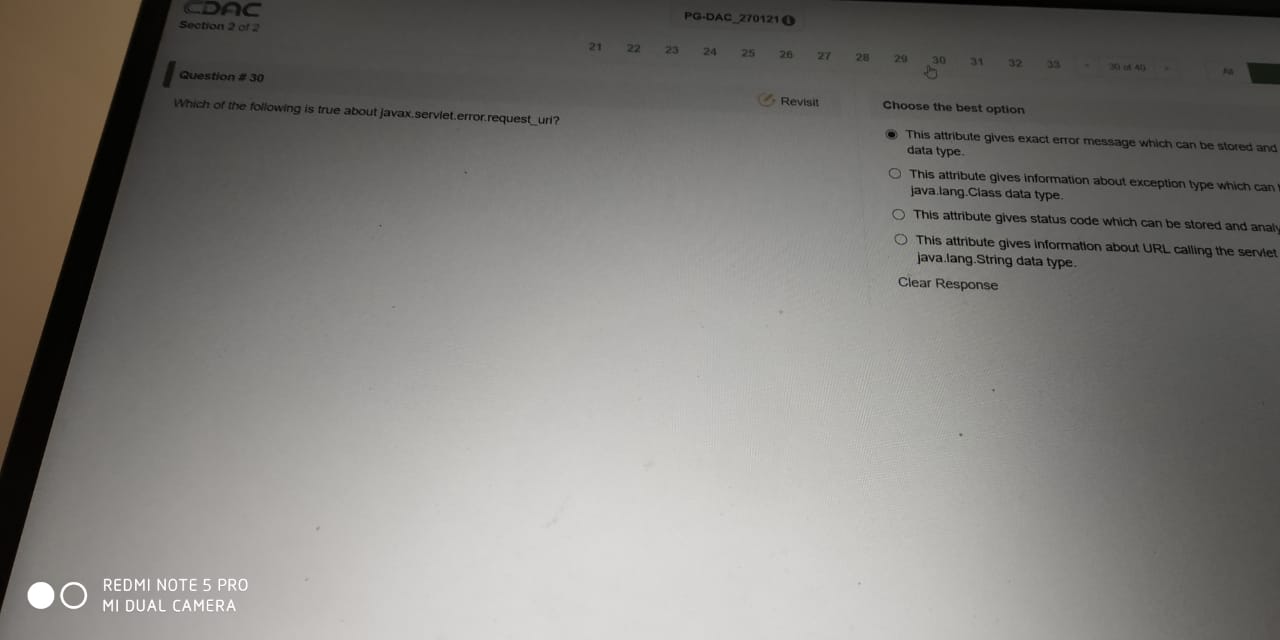 CDAC
Section 2 of 2
PG-DAC_270121
21 22 23 24 25 26 27 28 29 30 31 32 33
30 of 40
All
Question # 30
Revisit
Which of the following is true about javax.servlet.error.request_uri?
Choose the best option
This attribute gives exact error message which can be stored and
data type.
This attribute gives information about exception type which can
java.lang.Class data type.
This attribute gives status code which can be stored and
This attribute gives information about URL calling the servlet
java.lang.String data type.
Clear Response
REDMI NOTE 5 PRO
MI DUAL CAMERA